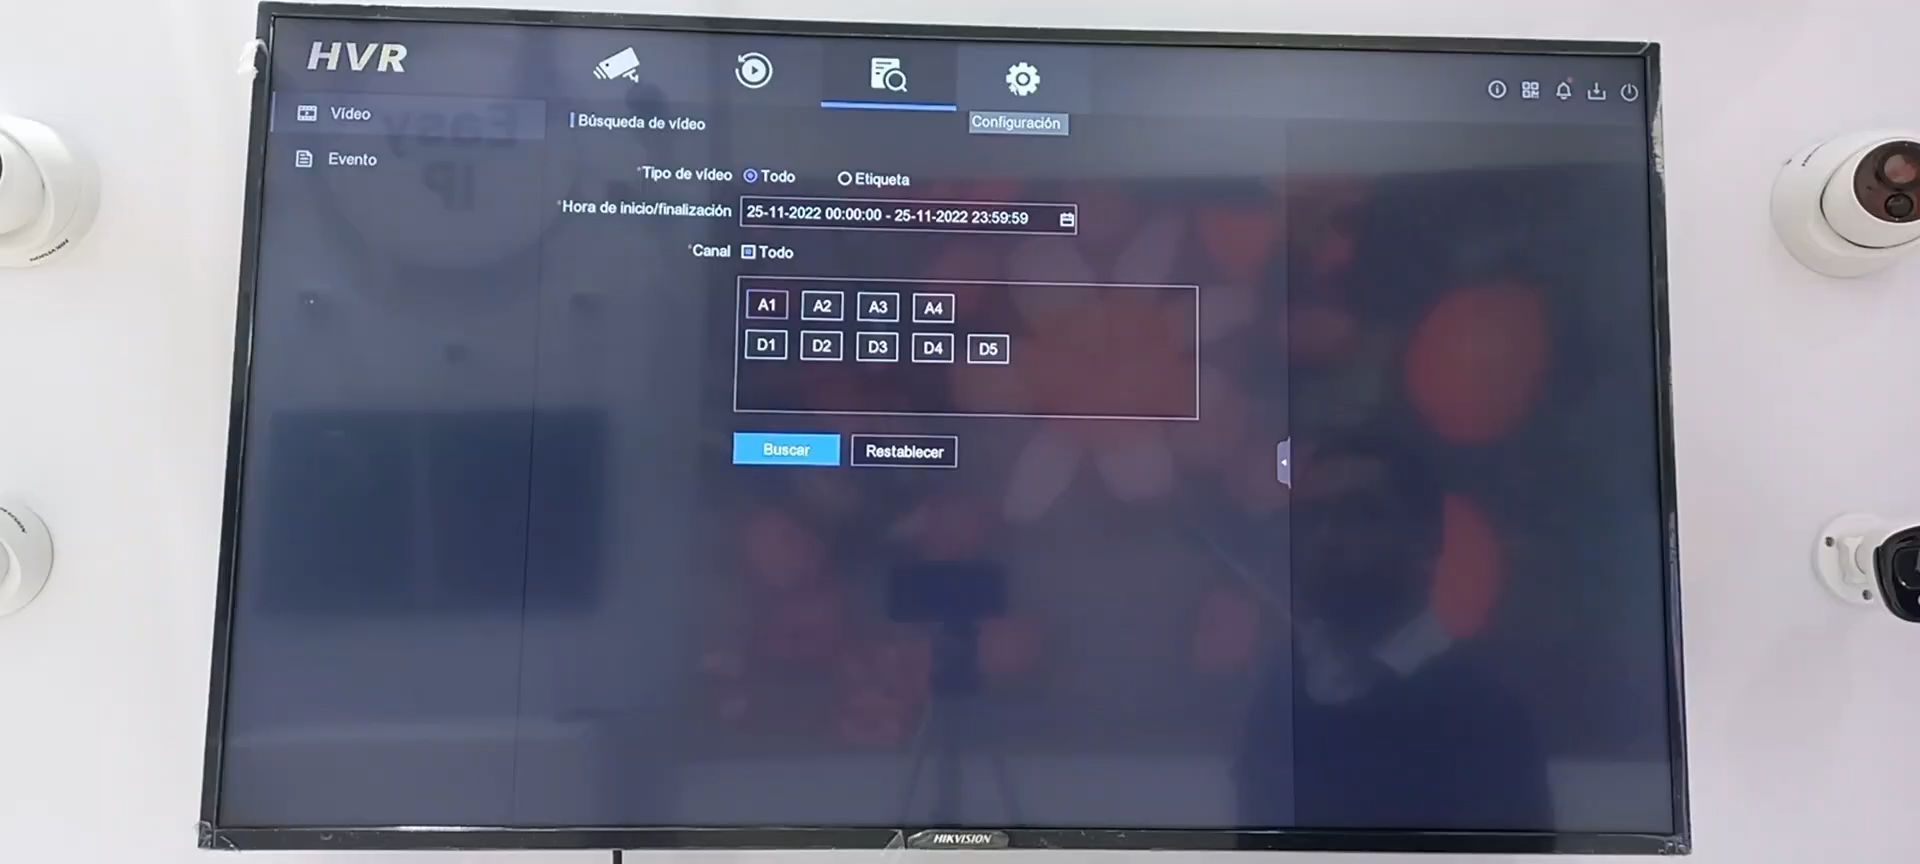 HVR
Vídeo
Evento
Búsqueda de vídeo
Configuración
*Tipo de vídeo Todo Etiqueta
*Hora de inicio/finalización 25-11-2022 00:00:00 - 25-11-2022 23:59:59
*Canal Todo
A1 A2 A3 A4
D1 D2 D3 D4 D5
Buscar Restablecer
Easy
IP
HIKVISION